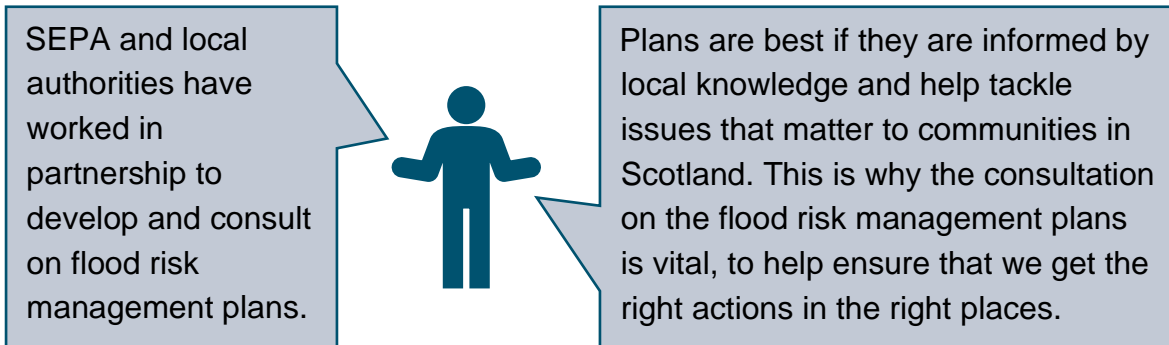 SEPA and local
authorities have
worked in
partnership to
develop and consult
on flood risk
management plans.
Plans are best if they are informed by
local knowledge and help tackle
issues that matter to communities in
Scotland. This is why the consultation
on the flood risk management plans
is vital, to help ensure that we get the
right actions in the right places.